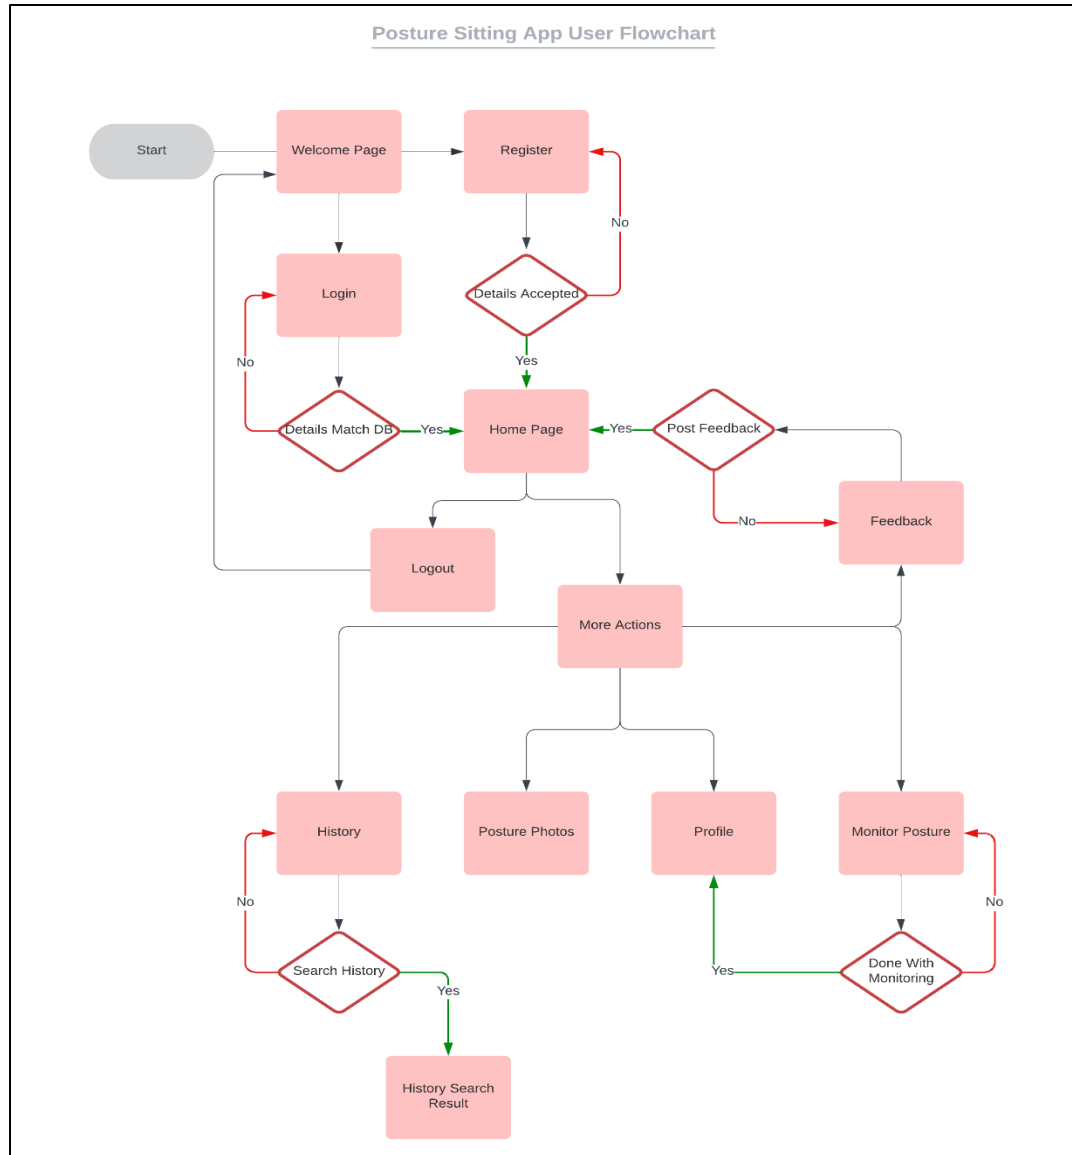 Posture Sitting App User Flowchart
Start
Welcome Page
Register
No
Login
Details Accepted
No
Yes
Details Match DB
Yes
Home Page
Yes
Post Feedback
No
Feedback
Logout
More Actions
History
Posture Photos
Profile
Monitor Posture
No
No
Search History
Yes
Done With
Monitoring
Yes
History Search
Result